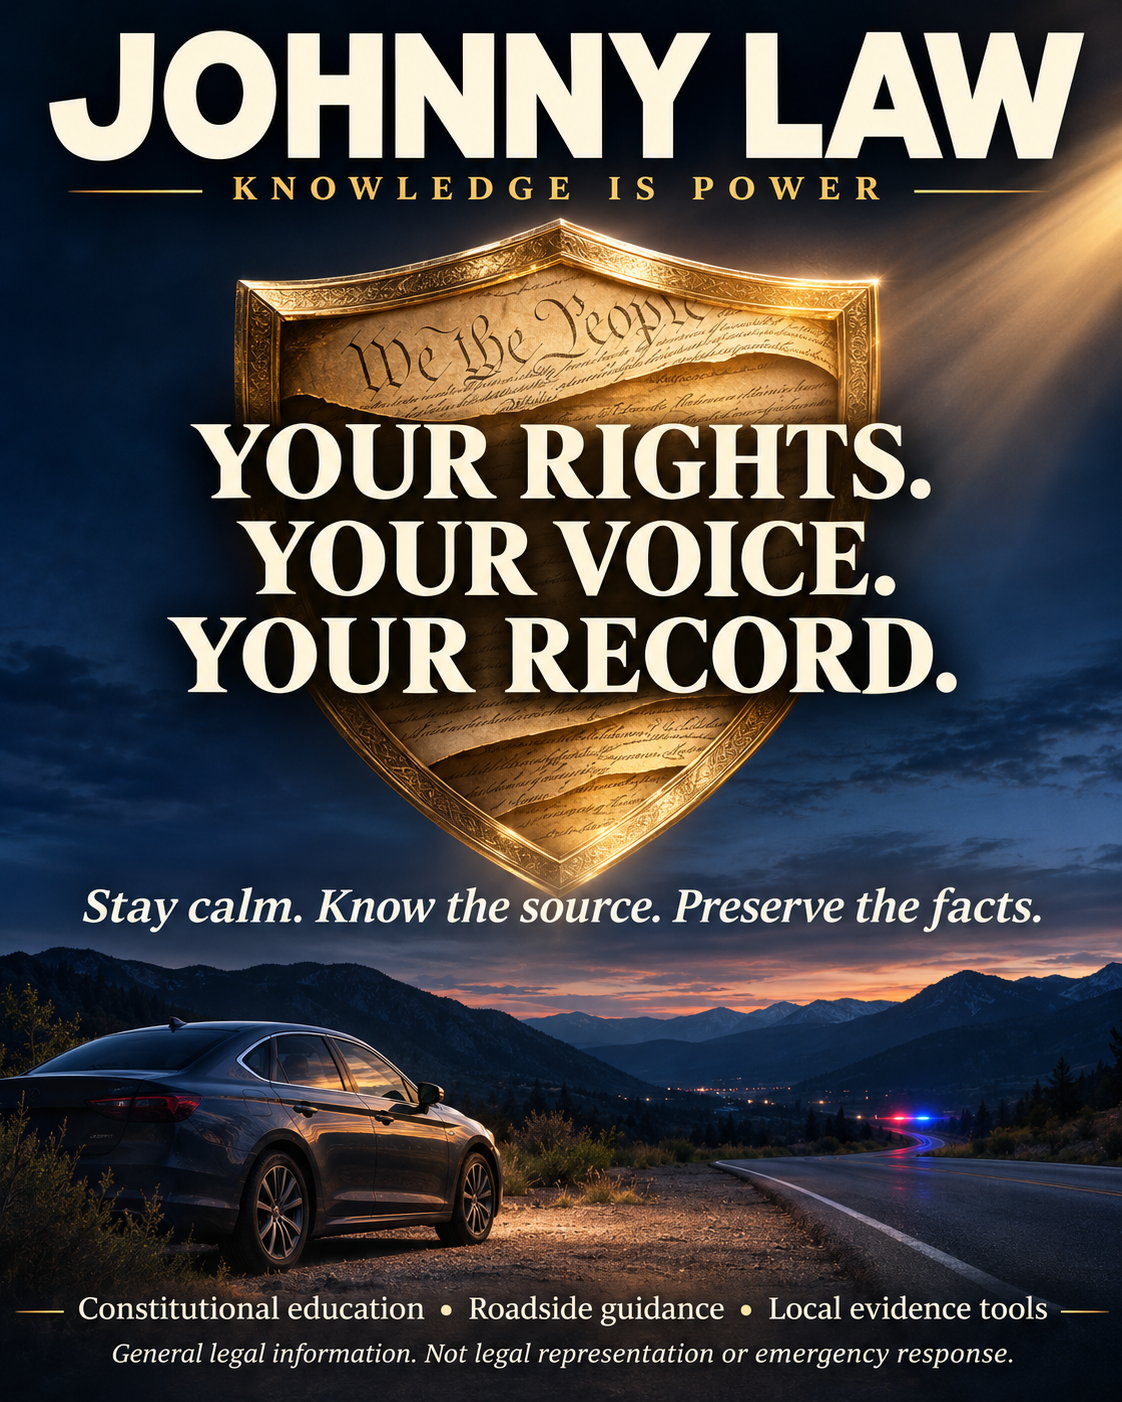 JOHNNY LAW
KNOWLEDGE IS POWER
We the People
YOUR RIGHTS.
YOUR VOICE.
YOUR RECORD.
Stay calm. Know the source. Preserve the facts.
Constitutional education • Roadside guidance • Local evidence tools
General legal information. Not legal representation or emergency response.